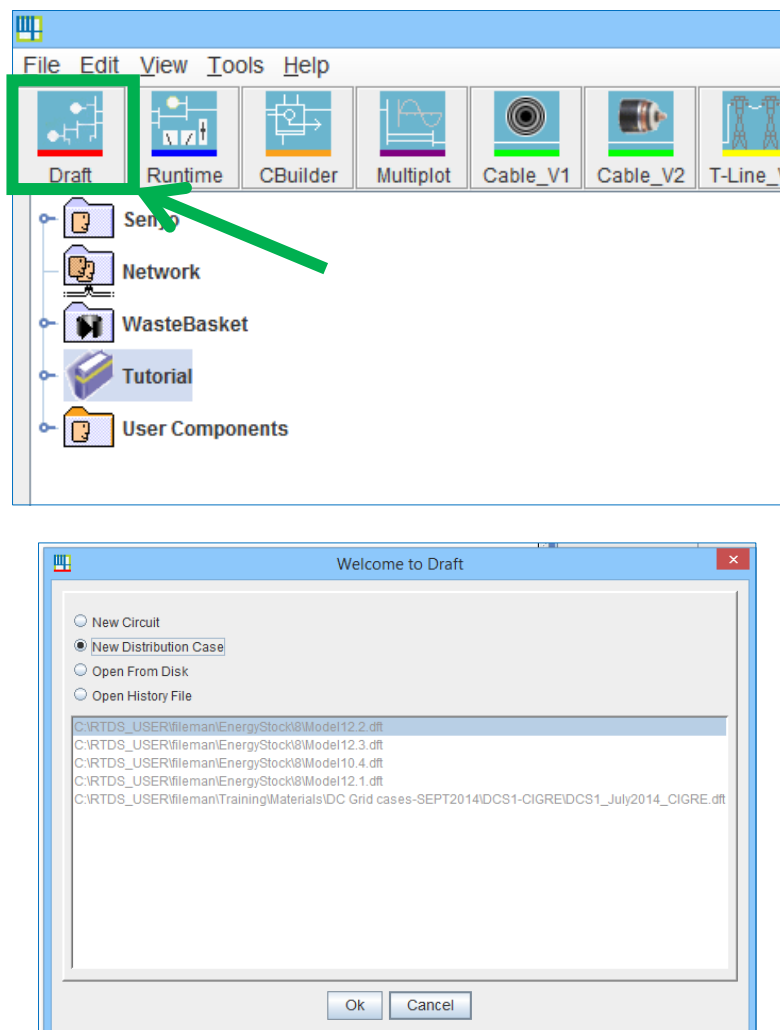 File Edit View Tools Help
Draft Runtime CBuilder Multiplot Cable_V1 Cable_V2
Network
WasteBasket
Tutorial
User Components
Welcome to Draft
New Circuit
New Distribution Case
Open From Disk
Open History File
C:\RTDS_USER\fileman\EnergyStock\8\Model12.2.dft
C:\RTDS_USER\fileman\EnergyStock\8\Model12.3.dft
C:\RTDS_USER\fileman\EnergyStock\8\Model10.4.dft
C:\RTDS_USER\fileman\EnergyStock\8\Model12.1.dft
C:\RTDS_USER\fileman\Training\Materials\DC Grid cases-SEPT2014\DCS1-CIGRE\DCS1_July2014_CIGRE.dft
Ok Cancel